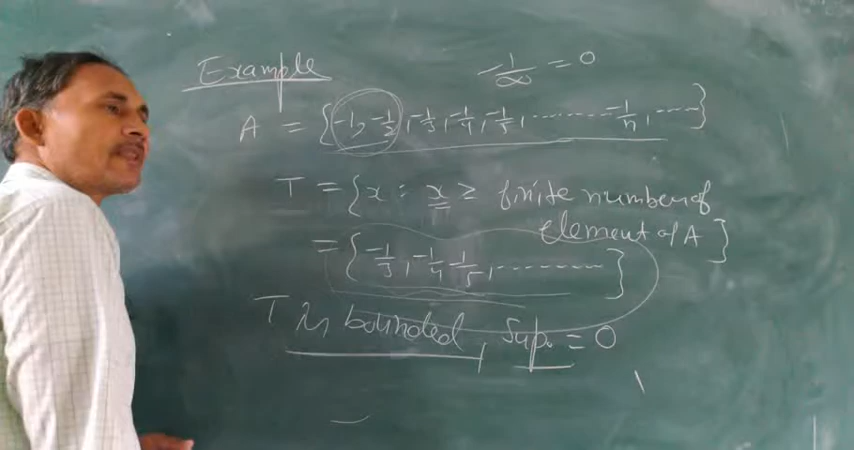 Example
-1/∞ = 0
A = {-1, -1/2, -1/3, -1/4, -1/5, ........ -1/n, ....}
T = {x : x ≥ finite number of
element of A}
= {-1/3, -1/4, -1/5, ........}
T is bounded, Sup. = 0